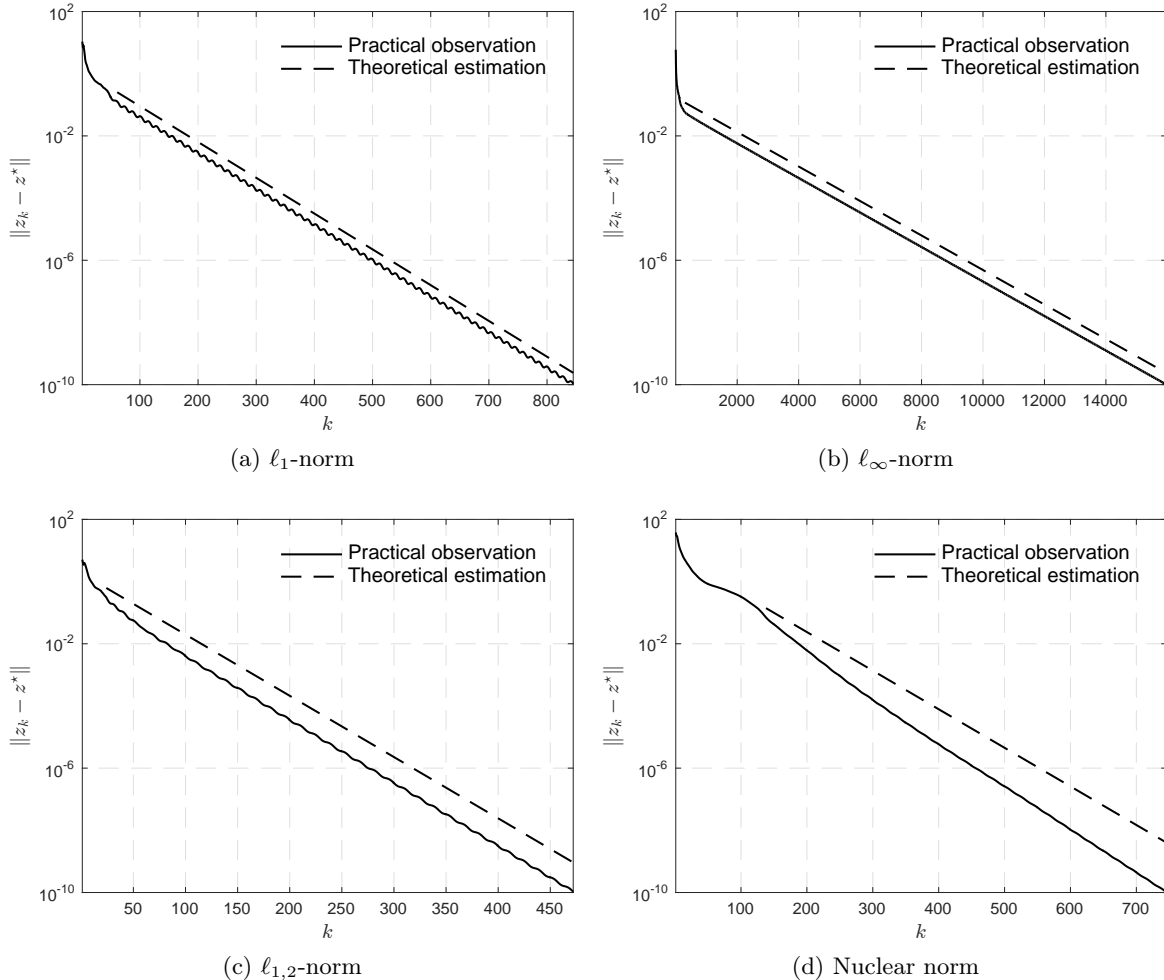 10^2
10^-2
10^-6
10^-10
‖z_k − z^⋆‖
Practical observation
Theoretical estimation
100 200 300 400 500 600 700 800
k
(a) ℓ_1-norm
10^2
10^-2
10^-6
10^-10
‖z_k − z^⋆‖
Practical observation
Theoretical estimation
2000 4000 6000 8000 10000 12000 14000
k
(b) ℓ_∞-norm
10^2
10^-2
10^-6
10^-10
‖z_k − z^⋆‖
Practical observation
Theoretical estimation
50 100 150 200 250 300 350 400 450
k
(c) ℓ_{1,2}-norm
10^2
10^-2
10^-6
10^-10
‖z_k − z^⋆‖
Practical observation
Theoretical estimation
100 200 300 400 500 600 700
k
(d) Nuclear norm